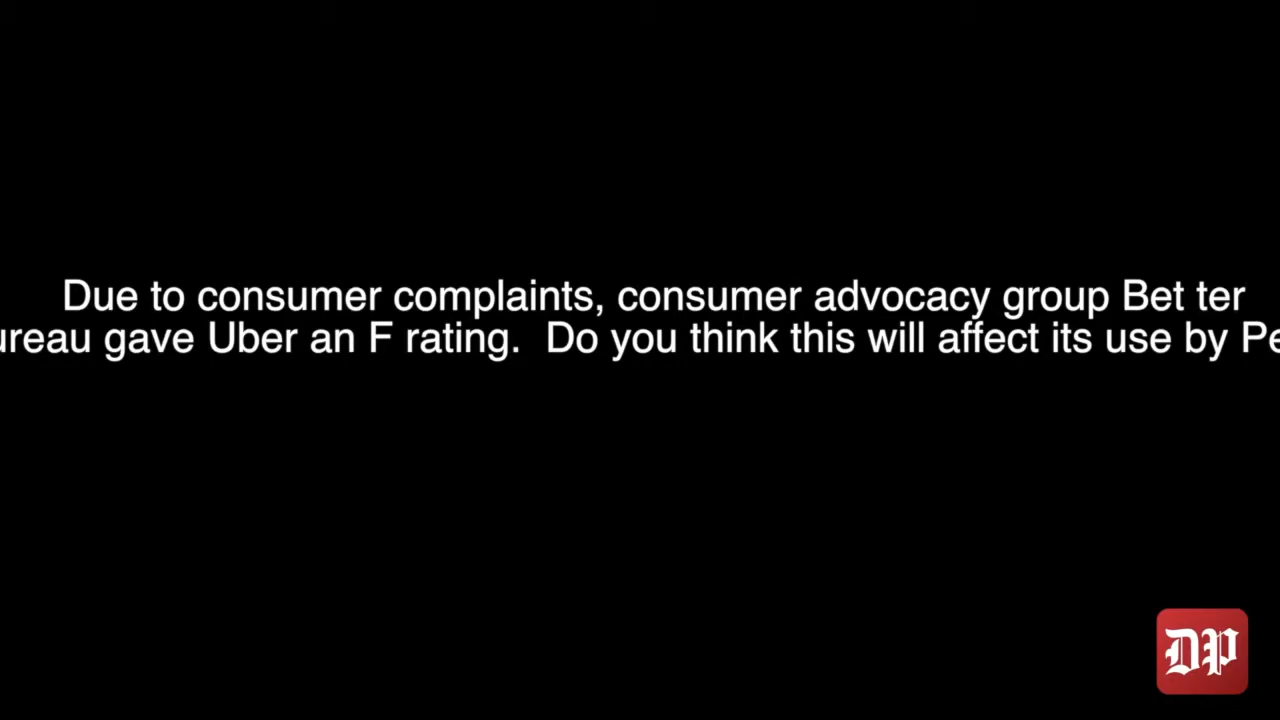 Due to consumer complaints, consumer advocacy group Bet ter
ureau gave Uber an F rating.  Do you think this will affect its use by Pe
DP